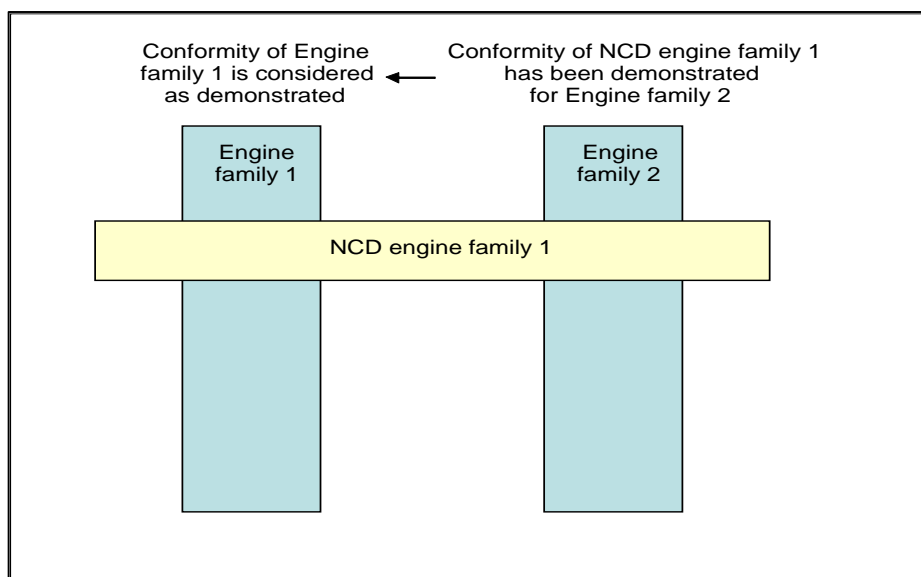 Conformity of Engine
family 1 is considered
as demonstrated
Conformity of NCD engine family 1
has been demonstrated
for Engine family 2
Engine
family 1
Engine
family 2
NCD engine family 1